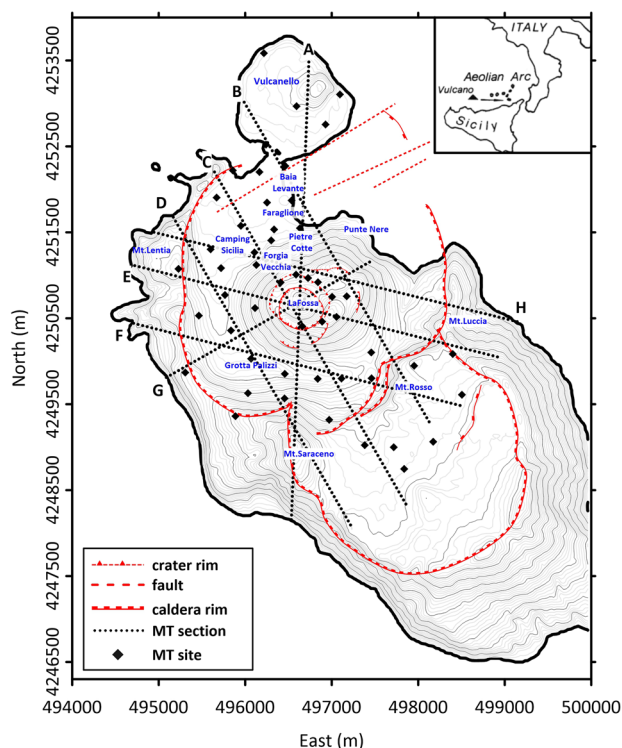 4253500
4252500
4251500
4250500
4249500
4248500
4247500
4246500
North (m)
ITALY
Aeolian Arc
Vulcano
Sicily
A
Vulcanello
B
C
Baia
Levante
D
Faraglione
Camping
Sicilia
Pietre
Cotte
Punte Nere
Mt.Lentia
Forgia
Vecchia
E
LaFossa
H
F
Mt.Luccia
Grotta Palizzi
G
Mt.Rosso
Mt.Saraceno
crater rim
fault
caldera rim
MT section
MT site
494000
495000
496000
497000
498000
499000
500000
East (m)